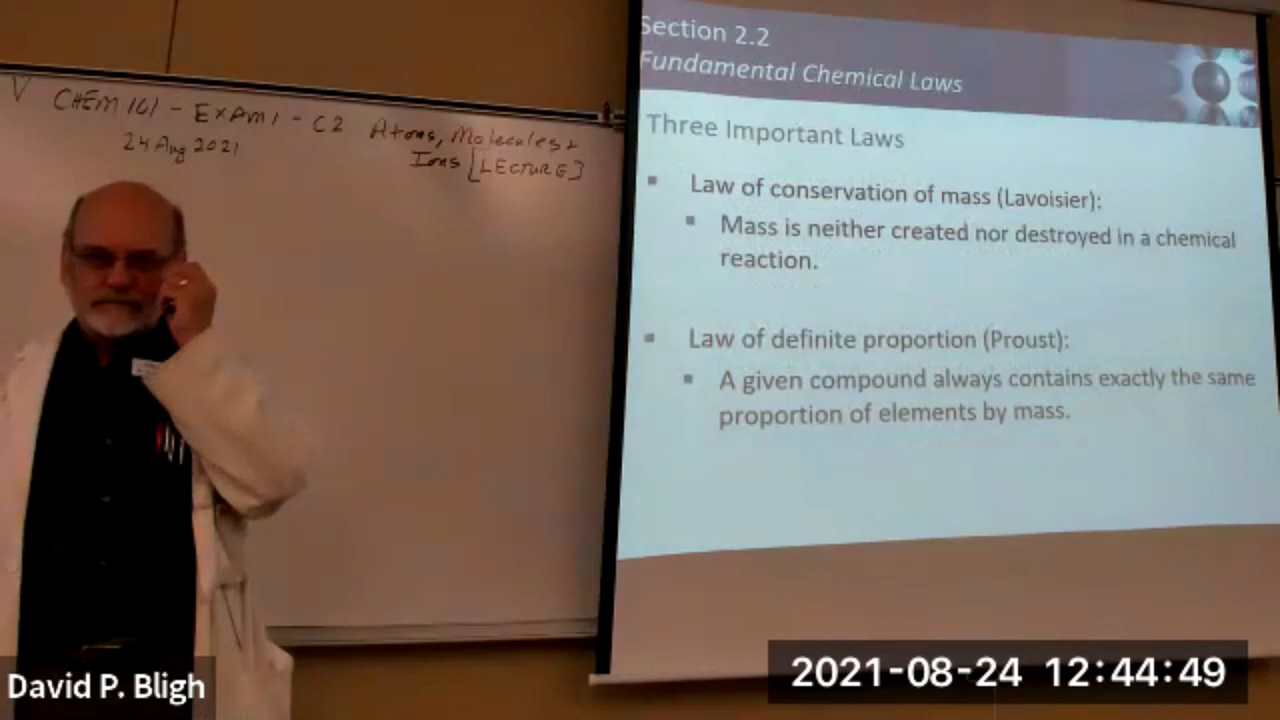 CHEM 161 - EXAM 1 - C2 Atoms, Molecules +
24 Aug 2021
Ions [LECTURE]
Section 2.2
Fundamental Chemical Laws
Three Important Laws
Law of conservation of mass (Lavoisier):
Mass is neither created nor destroyed in a chemical
reaction.
Law of definite proportion (Proust):
A given compound always contains exactly the same
proportion of elements by mass.
David P. Bligh
2021-08-24 12:44:49